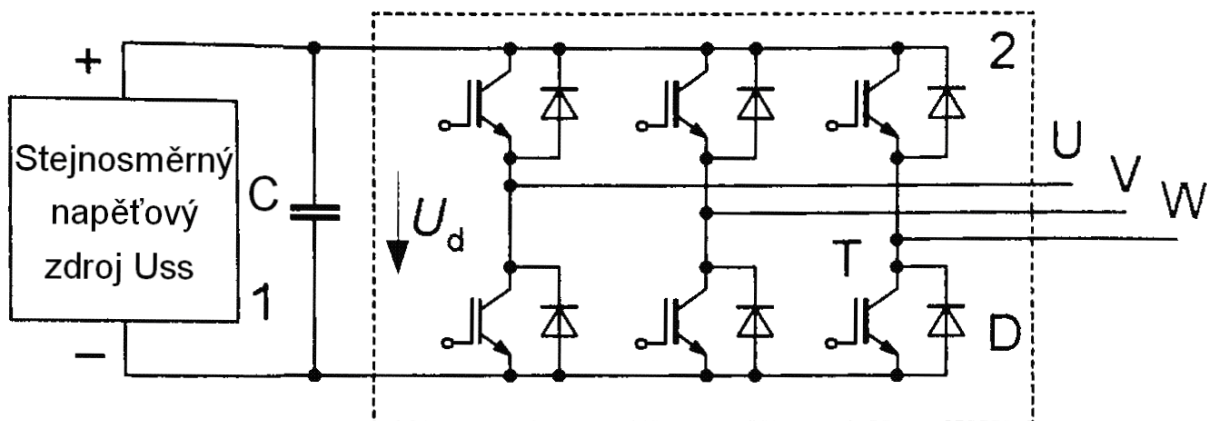 +
Stejnosměrný
napěťový
zdroj Uss
1
–
C
U_d
2
U
V
W
T
D